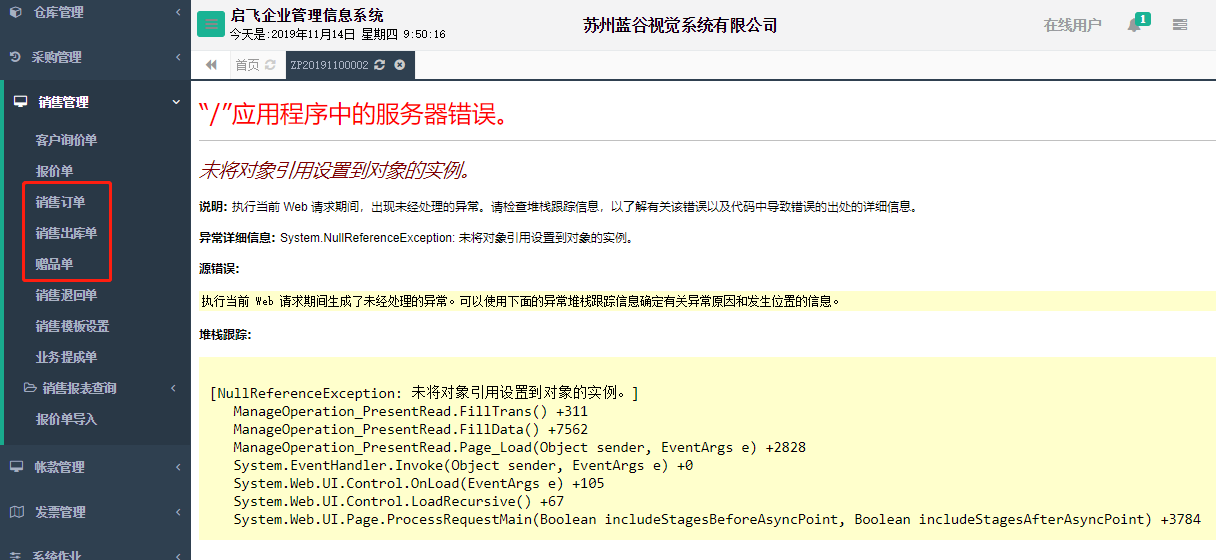 仓库管理
采购管理
销售管理
客户询价单
报价单
销售订单
销售出库单
赠品单
销售退回单
销售模板设置
业务提成单
销售报表查询
报价单导入
帐款管理
发票管理
系统作业
启飞企业管理信息系统
今天是:2019年11月14日 星期四 9:50:16
苏州蓝谷视觉系统有限公司
在线用户
1
首页
ZP20191100002
“/”应用程序中的服务器错误。
未将对象引用设置到对象的实例。
说明: 执行当前 Web 请求期间，出现未经处理的异常。请检查堆栈跟踪信息，以了解有关该错误以及代码中导致错误的出处的详细信息。
异常详细信息: System.NullReferenceException: 未将对象引用设置到对象的实例。
源错误:
执行当前 Web 请求期间生成了未经处理的异常。可以使用下面的异常堆栈跟踪信息确定有关异常原因和发生位置的信息。
堆栈跟踪:
[NullReferenceException: 未将对象引用设置到对象的实例。]
ManageOperation_PresentRead.FillTrans() +311
ManageOperation_PresentRead.FillData() +7562
ManageOperation_PresentRead.Page_Load(Object sender, EventArgs e) +2828
System.EventHandler.Invoke(Object sender, EventArgs e) +0
System.Web.UI.Control.OnLoad(EventArgs e) +105
System.Web.UI.Control.LoadRecursive() +67
System.Web.UI.Page.ProcessRequestMain(Boolean includeStagesBeforeAsyncPoint, Boolean includeStagesAfterAsyncPoint) +3784